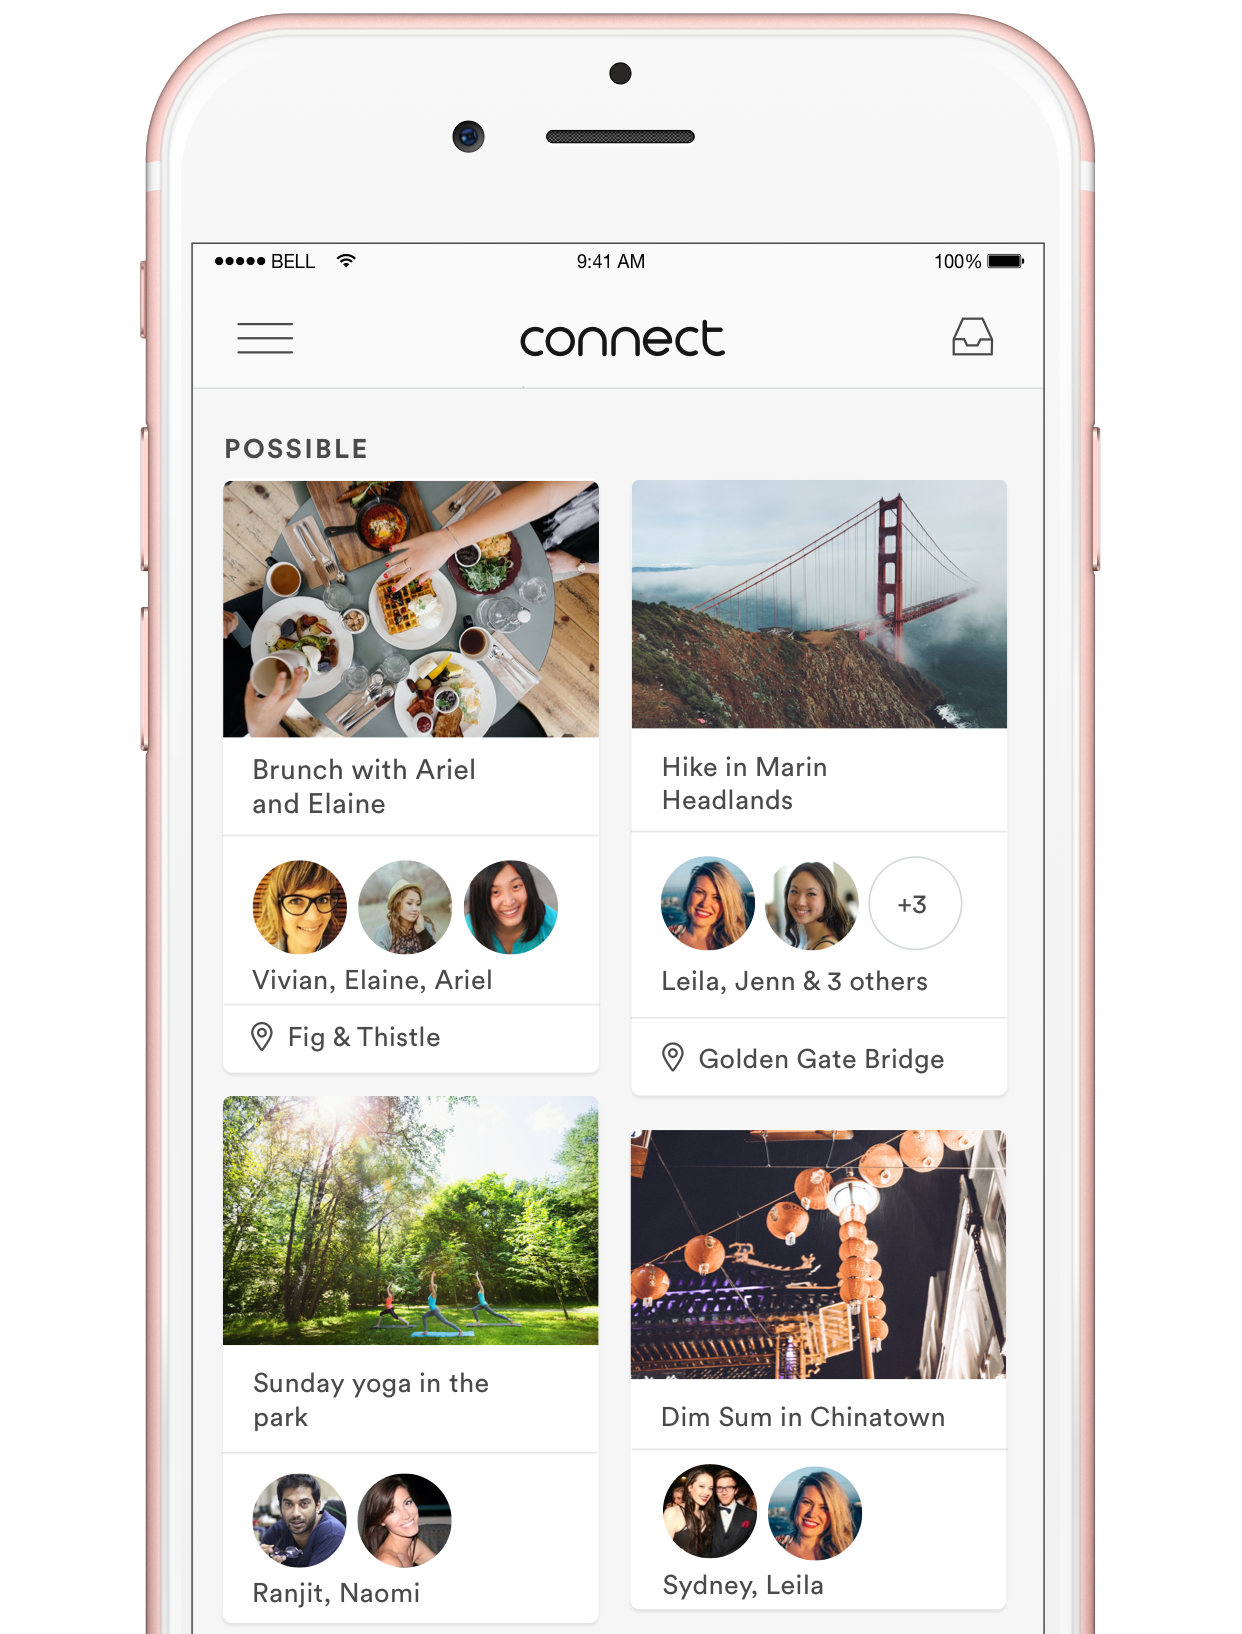 BELL
9:41 AM
100%
connect
POSSIBLE
Brunch with Ariel
and Elaine
Vivian, Elaine, Ariel
Fig & Thistle
Hike in Marin
Headlands
+3
Leila, Jenn & 3 others
Golden Gate Bridge
Sunday yoga in the
park
Ranjit, Naomi
Dim Sum in Chinatown
Sydney, Leila